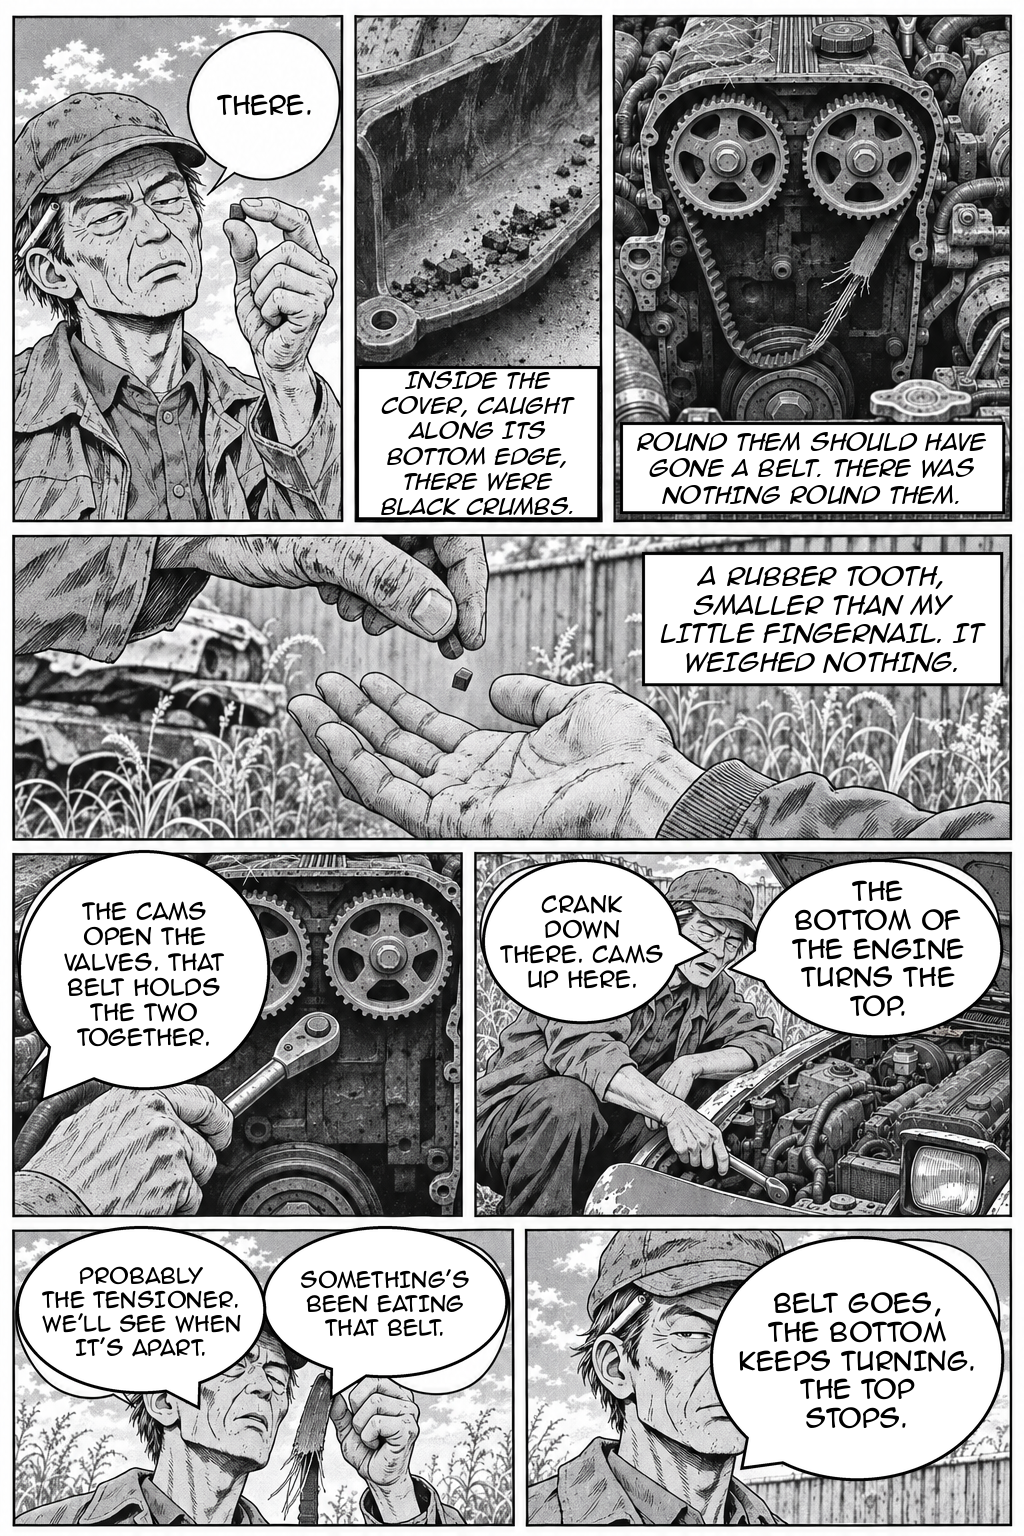 THERE.
INSIDE THE
COVER, CAUGHT
ALONG ITS
BOTTOM EDGE,
THERE WERE
BLACK CRUMBS.
ROUND THEM SHOULD HAVE
GONE A BELT. THERE WAS
NOTHING ROUND THEM.
A RUBBER TOOTH,
SMALLER THAN MY
LITTLE FINGERNAIL. IT
WEIGHED NOTHING.
THE CAMS
OPEN THE
VALVES. THAT
BELT HOLDS
THE TWO
TOGETHER.
CRANK
DOWN
THERE. CAMS
UP HERE.
THE
BOTTOM OF
THE ENGINE
TURNS THE
TOP.
PROBABLY
THE TENSIONER.
WE'LL SEE WHEN
IT'S APART.
SOMETHING'S
BEEN EATING
THAT BELT.
BELT GOES,
THE BOTTOM
KEEPS TURNING.
THE TOP
STOPS.